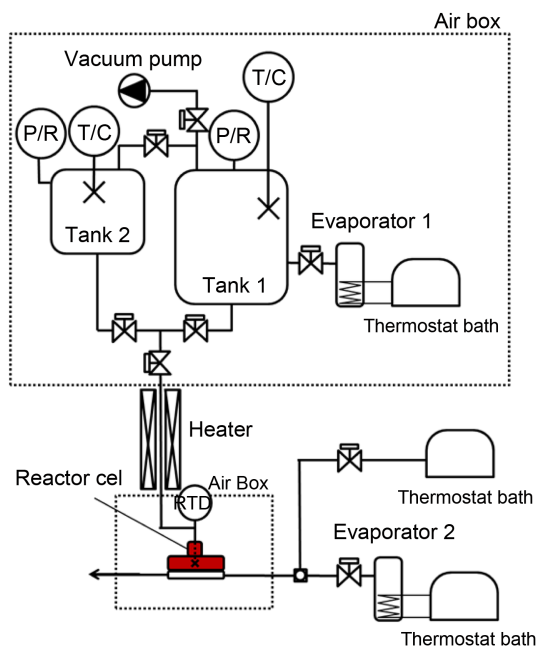 Air box
Vacuum pump
T/C
P/R
T/C
P/R
Tank 2
Evaporator 1
Tank 1
Thermostat bath
Heater
Reactor cel
Air Box
RTD
Thermostat bath
Evaporator 2
Thermostat bath